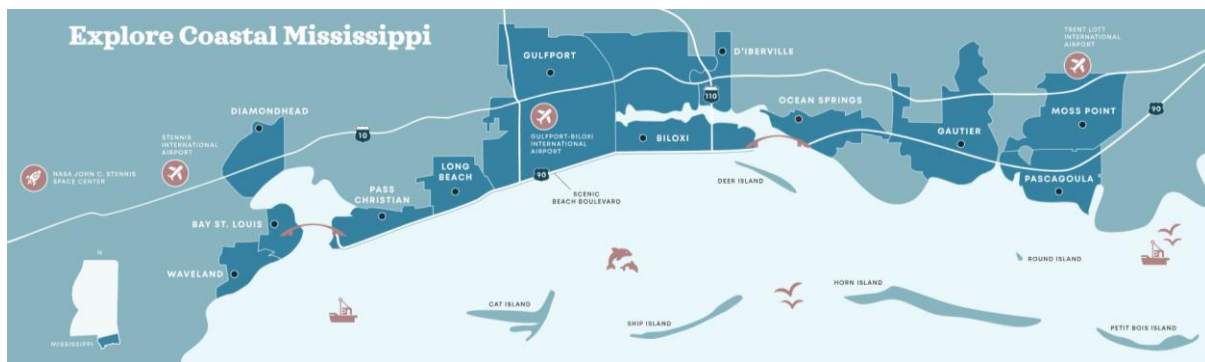 Explore Coastal Mississippi
TRENT LOTT
INTERNATIONAL
AIRPORT
GULFPORT
D'IBERVILLE
110
OCEAN SPRINGS
DIAMONDHEAD
10
STENNIS
INTERNATIONAL
AIRPORT
GULFPORT-BILOXI
INTERNATIONAL
AIRPORT
BILOXI
GAUTIER
MOSS POINT
90
NASA JOHN C. STENNIS
SPACE CENTER
LONG
BEACH
90
DEER ISLAND
PASCAGOULA
PASS
CHRISTIAN
SCENIC
BEACH BOULEVARD
BAY ST. LOUIS
WAVELAND
N
ROUND ISLAND
CAT ISLAND
SHIP ISLAND
HORN ISLAND
PETIT BOIS ISLAND
MISSISSIPPI